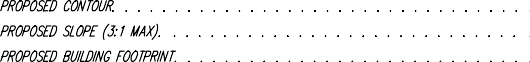 PROPOSED CONTOUR. . . . . . . . . . . . . . . . . . . . . . . . .
PROPOSED SLOPE (3:1 MAX). . . . . . . . . . . . . . . . . . . . . .
PROPOSED BUILDING FOOTPRINT. . . . . . . . . . . . . . . . . . . . .